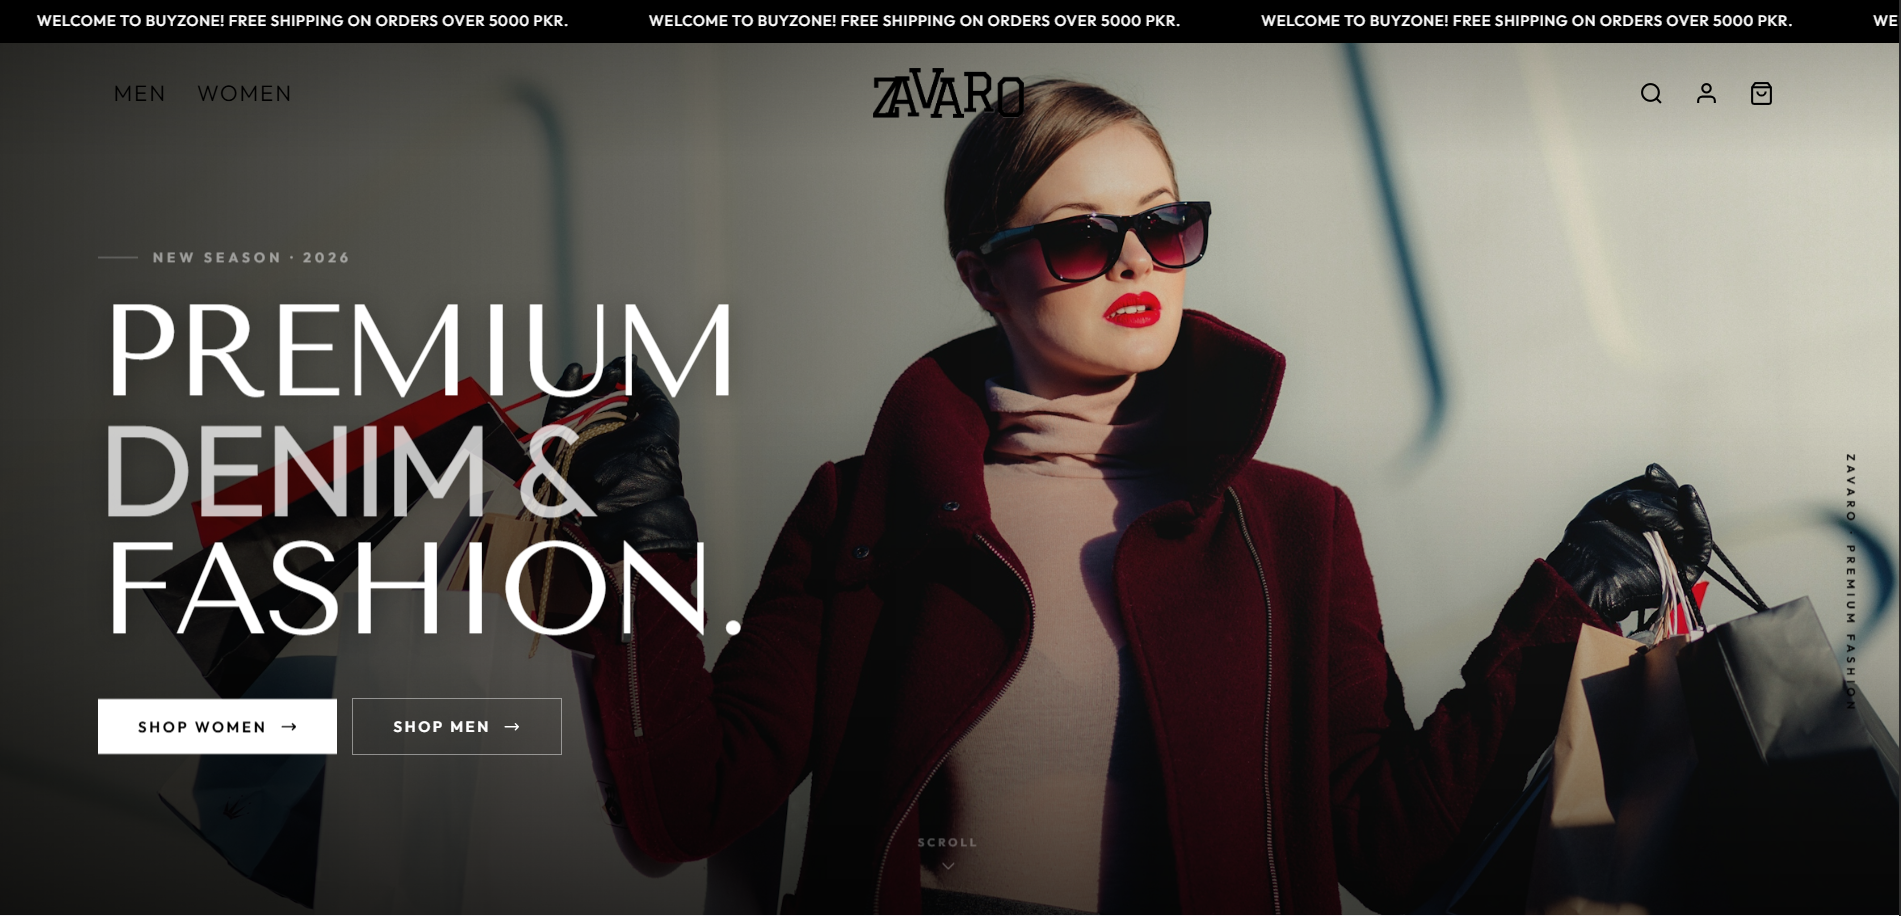 WELCOME TO BUYZONE! FREE SHIPPING ON ORDERS OVER 5000 PKR. WELCOME TO BUYZONE! FREE SHIPPING ON ORDERS OVER 5000 PKR. WELCOME TO BUYZONE! FREE SHIPPING ON ORDERS OVER 5000 PKR. WE
MEN WOMEN ZAVARO
NEW SEASON · 2026
PREMIUM
DENIM &
FASHION.
SHOP WOMEN → SHOP MEN →
SCROLL
ZAVARO · PREMIUM FASHION